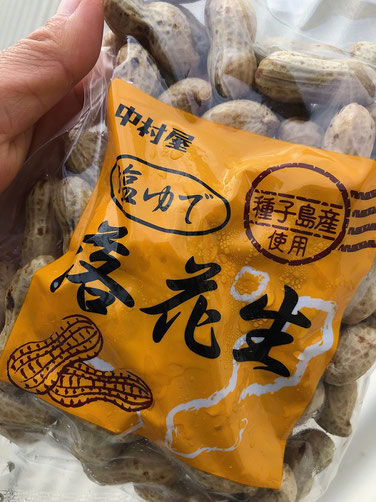 中村屋
塩ゆで
種子島産
使用
落花生